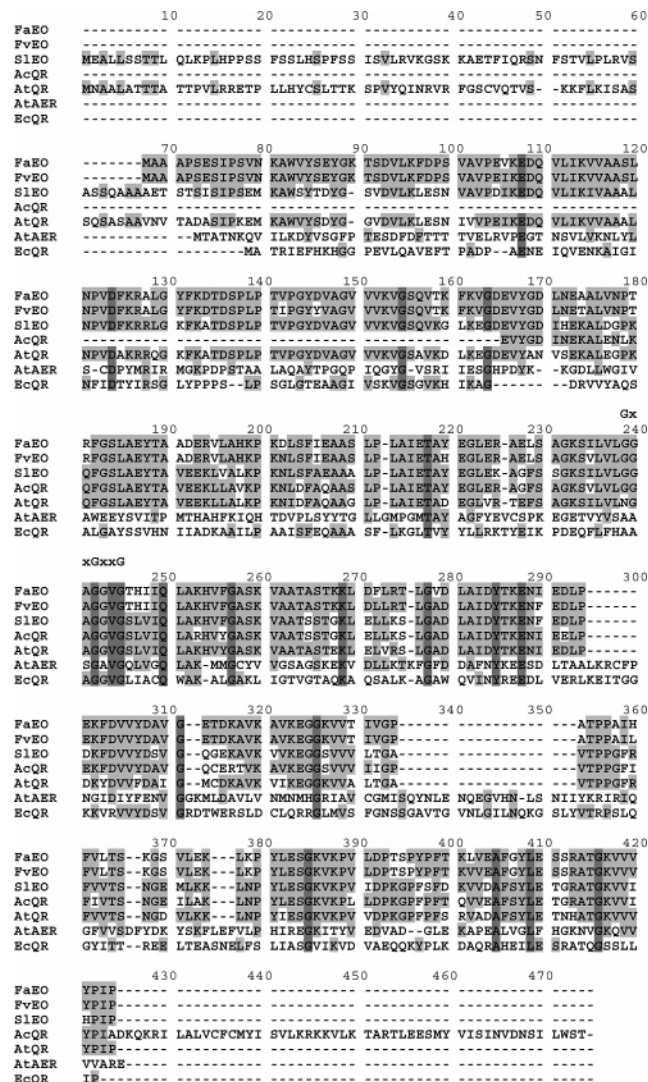 10 20 30 40 50 60
FaEO ---------- ---------- ---------- ---------- ---------- ----------
FvEO ---------- ---------- ---------- ---------- ---------- ----------
SlEO MEALLSSTTL QLKPLHPPSS FSSLHSPFSS ISVLRVKGSK KAETFIQRSN FSTVLPLRVS
AcQR ---------- ---------- ---------- ---------- ---------- ----------
AtQR MNAALATTTA TTPVLRRETP LLHYCSLTTK SPVYQINRVR FGSCVQTVS- -KKFLKISAS
AtAER ---------- ---------- ---------- ---------- ---------- ----------
EcQR ---------- ---------- ---------- ---------- ---------- ----------
70 80 90 100 110 120
FaEO -------MAA APSESIPSVN KAWVYSEYGK TSDVLKFDPS VAVPEVKEDQ VLIKVVAASL
FvEO -------MAA APSESIPSVN KAWVYSEYGK TSDVLKFDPS VAVPEVKEDQ VLIKVVAASL
SlEO ASSQAAAAET STSISIPSEM KAWSYTDYG- SVDVLKLESN VAVPDIKEDQ VLIKIVAAAL
AcQR ---------- ---------- ---------- ---------- ---------- ----------
AtQR SQSASAAVNV TADASIPKEM KAWVYSDYG- GVDVLKLESN IVVPEIKEDQ VLIKVVAAAL
AtAER ---------- --MTATNKQV ILKDYVSGFP TESDFDFTTT TVELRVPEGT NSVLVKNLYL
EcQR ---------- -------MA TRIEFHKHGG PEVLQAVEFT PADP--AENE IQVENKAIGI
130 140 150 160 170 180
FaEO NPVDFKRALG YFKDTDSPLP TVPGYDVAGV VVKVGSQVTK FKVGDEVYGD LNEAALVNPT
FvEO NPVDFKRALG YFKDTDSPLP TIPGYDVAGV VVKVGSQVTK FKVGDEVYGD LNETALVNPT
SlEO NPVDFKRRLG KFKATDSPLP TVPGYDVAGV VVKVGSQVKG LKEGDEVYGD IHEKALDGPK
AcQR ---------- ---------- ---------- ---------- -----EVYGD INEKALENLK
AtQR NPVDAKRRQG KFKATDSPLP TVPGYDVAGV VVKVGSAVKD LKEGDEVYAN VSEKALEGPK
AtAER S-CDPYMRIR MGKPDPSTAA LAQAYTPGQP IQGYG-VSRI IESGHPDYK- KGDLLWGIV
EcQR NFIDTYIRSG LYPPPS--LP SGLGTEAAGI VSKVGSGVKH IKAG------ DRVVYAQS
Gx
190 200 210 220 230 240
FaEO RFGSLAEYTA ADERVLAHKP KDLSFIEAAS LP-LAIETAY EGLERAELS AGKSILVLGG
FvEO RFGSLAEYTA ADERVLAHKP KNLSFIEAAS LP-LAIETAH EGLER-AELS AGKSVLVLGG
SlEO QFGSLAEYTA VEEKLVALKP KNLSFAEAAA LP-LAIETAY EGLEK-AGFS SGKSILVLGG
AcQR QFGSLAEYTA VEEKLLAVKP KNLDFAQAAS LP-LAIETAY EGLER-AGFS AGKSILVLGG
AtQR QFGSLAEYTA VEEKLLALKP KNIDFAQAAG LP-LAIETAD EGLVR-TEFS AGKSILVLNG
AtAER AWEEYSVITP MTHAHFKIQH TDVPLSYYTG LLGMPGMTAY AGFYEVCSPK EGETVYVSAA
EcQR ALGAYSSVHN IIADKAAILP AAISFEQAAA SF-LKGLTVY YLLRKTYEIK PDEQFLFHAA
xGxxG
250 260 270 280 290 300
FaEO AGGVGTHIIQ LAKHVFGASK VAATASTKKL DFLRT-LGVD LAIDYTKENI EDLP------
FvEO AGGVGTHIIQ LAKHVFGASK VAATASTKKL DLLRT-LGAD LAIDYTKENF EDLP------
SlEO AGGVGSLVIQ LAKHVFGASK VAATSSTGKL ELLKS-LGAD LAIDYTKENF EDLP------
AcQR AGGVGSLVIQ LARHVYGASK VAATASTGKL ELLKS-LGAD LAIDYTKENI EELP------
AtQR AGGVGSLVIQ LAKHVYGASK VAATASTEKL ELVRS-LGAD LAIDYTKENI EDLP------
AtAER SGAVGQLVGQ LAK-MMGCYV VGSAGSKEKV DLLKTKFGFD DAFNYKEESD LTAALKRCFP
EcQR AGGVGLIACQ WAK-ALGAKL IGTVGTAQKA QSALKA-GAW QVINYREEDL VERLKEITGG
310 320 330 340 350 360
FaEO EKFDVVYDAV G--ETDKAVK AVKEGGKVVT IVGP------ ---------- ---ATPPAIH
FvEO EKFDVVYDAV G--ETDKAVK AVKEGGKVVT IVGP------ ---------- ---ATPPAIL
SlEO DKFDVVYDSV G--QGEKAVK VVKEGGSVVV LTGA------ ---------- ---VTPPGFR
AcQR EKFDVVYDAV G--QCERTVK AVKEGGSVVV IIGP------ ---------- ---VTPPGFI
AtQR DKYDVVFDAI G--MCDKAVK VIKEGGKVVV LTGA------ ---------- ---VTPPGFR
AtAER NGIDIYFENV GGKMLDAVLV NMNMHGRIAV CGMISQYNLE NQEGVHN-LS NIIYKRIRIQ
EcQR KKVRVVYDSV GRDTWERSLD CLQRRGLMVS FGNSSGAVTG VNLGILNQKG SLYVTRPSLQ
370 380 390 400 410 420
FaEO FVLTS--KGS VLEK---LKP YLESGKVKPV LDPTSPYPFT KLVEAFGYLE SSRATGKVVV
FvEO FVLTS--KGS VLEK---LKP YLESGKVKPV LDPTSPYPFT KVVEAFGYLE SSRATGKVVV
SlEO FVVTS--NGE MLKK---LNP YLESGKVKPV IDPKGPFSFD KVVDAFSYLE TGRATGKVVI
AcQR FIVTS--NGE ILAK---LNP YLESGKVKPL LDPKGPFPFT QVVEAFSYLE TGRATGKVVI
AtQR FVVTS--NGD VLKK---LNP YIESGKVKPV VDPKGPFPFS RVADAFSYLE TNHATGKVVV
AtAER GFVVSDFYDK YSKFLEFVLP HIREGKITYV EDVAD--GLE KAPEALVGLF HGKNVGKQVV
EcQR GYITT--REE LTEASNELFS LIASGVIKVD VAEQQKYPLK DAQRAHEILE SRATQGSSLL
430 440 450 460 470
FaEO YPIP------ ---------- ---------- ---------- ---------- -----
FvEO YPIP------ ---------- ---------- ---------- ---------- -----
SlEO HPIP------ ---------- ---------- ---------- ---------- -----
AcQR YPIADKQKRI LALVCFCMYI SVLKRKKVLK TARTLEESMY VISINVDNSI LWST-
AtQR YPIP------ ---------- ---------- ---------- ---------- -----
AtAER VVARE----- ---------- ---------- ---------- ---------- -----
EcQR IP-------- ---------- ---------- ---------- ---------- -----